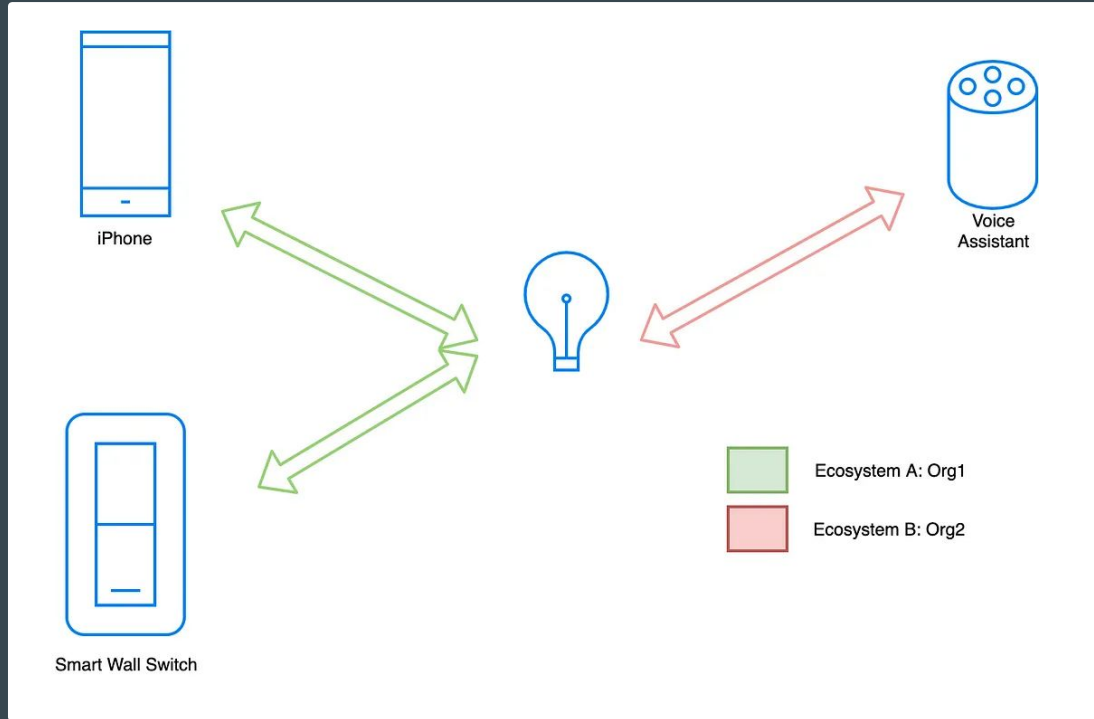 iPhone
Voice
Assistant
Ecosystem A: Org1
Ecosystem B: Org2
Smart Wall Switch